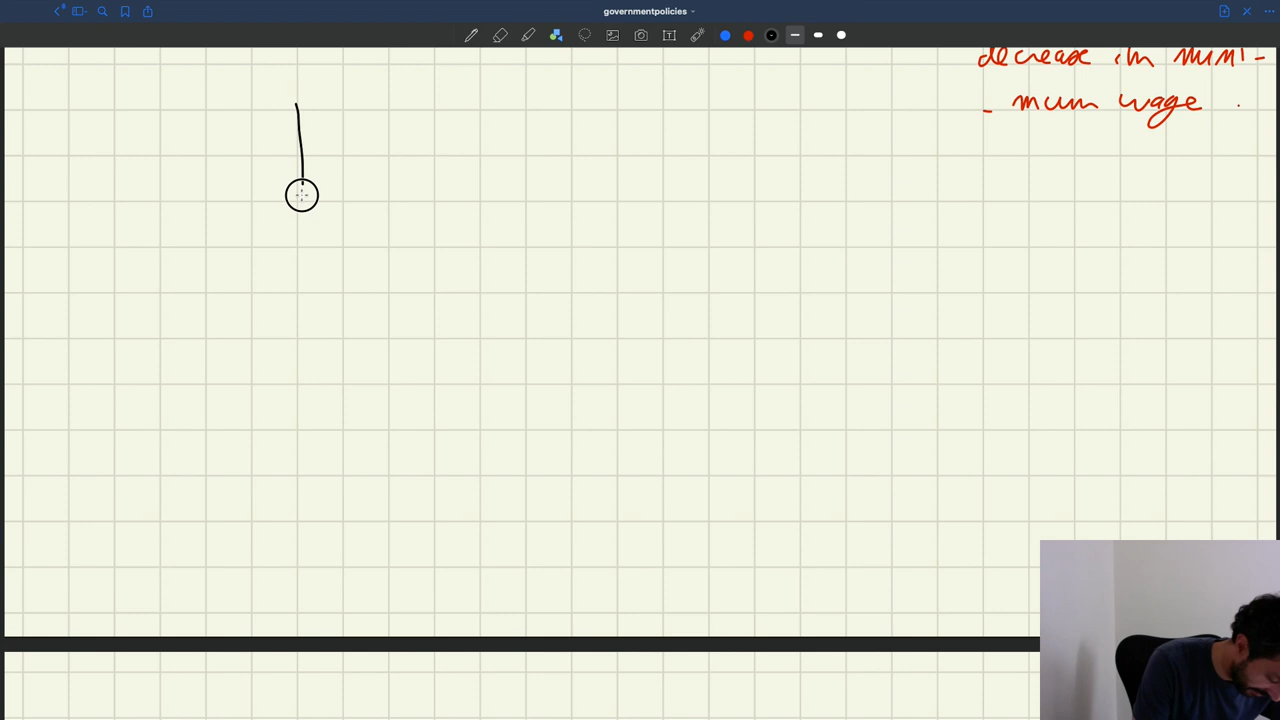 governmentpolicies
decrease in mini-
- mum wage .